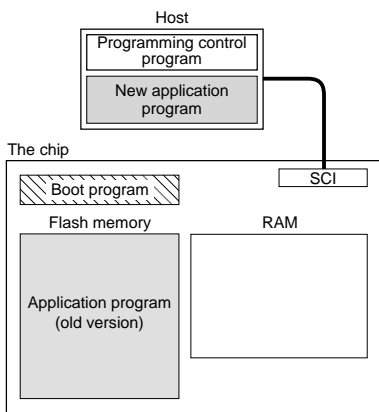 Host
Programming control
program
New application
program
The chip
SCI
Boot program
Flash memory
RAM
Application program
(old version)